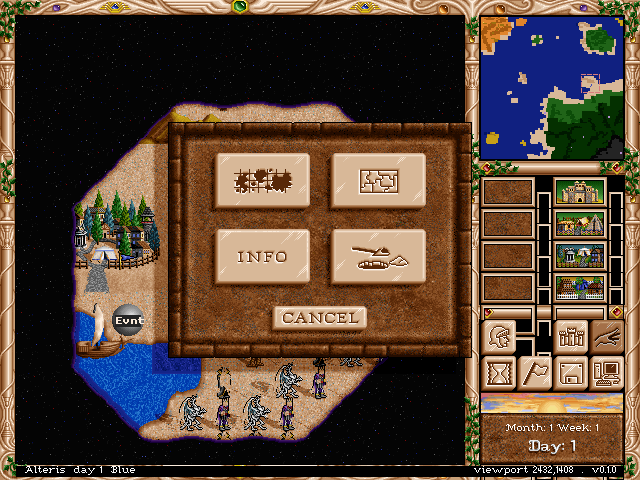 INFO
Evnt
CANCEL
Month: 1 Week: 1
Day: 1
Alteris day 1 Blue
viewport 2432,1408 . v0.1.0